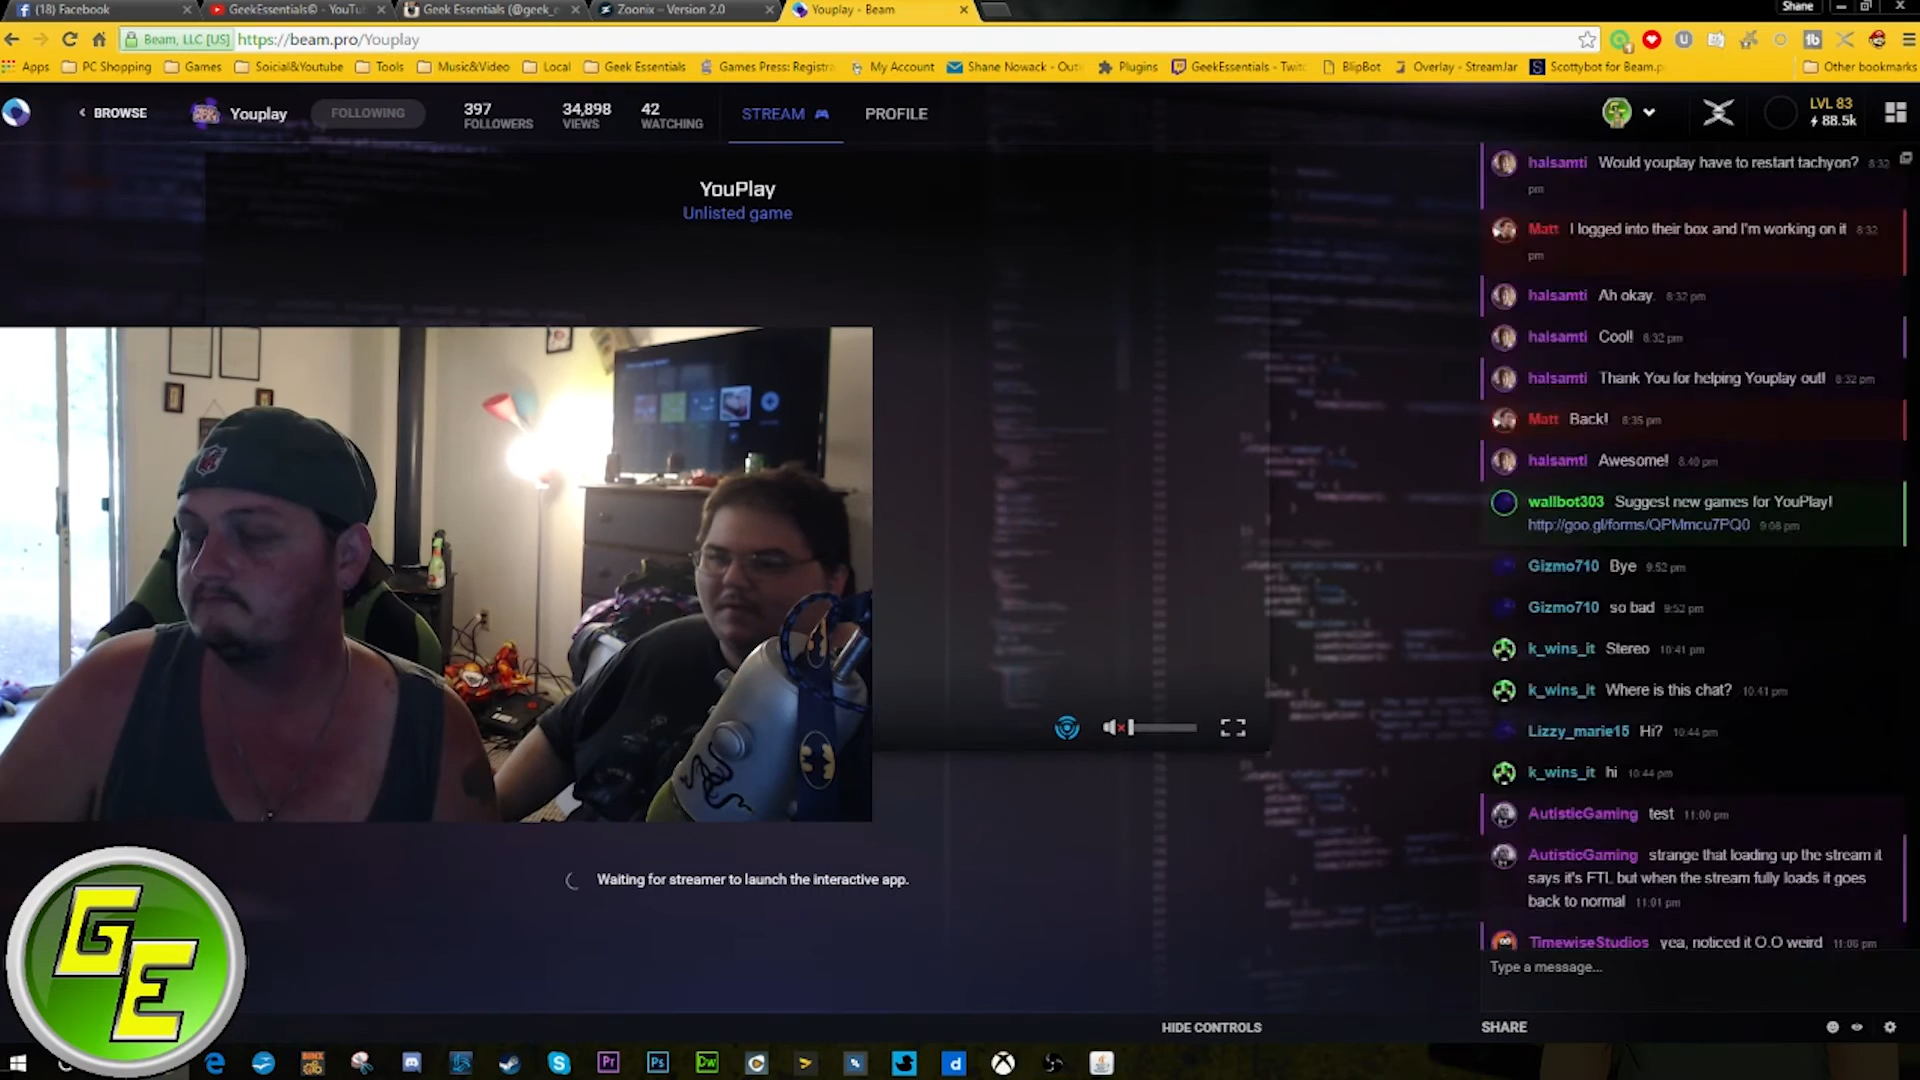 (18) Facebook
GeekEssentials© - YouTu
Geek Essentials (@geek_e
Zoonix – Version 2.0
Youplay - Beam
Shane
Beam, LLC [US]
https://beam.pro/Youplay
Apps
PC Shopping
Games
Soicial&Youtube
Tools
Music&Video
Local
Geek Essentials
Games Press: Registra
My Account
Shane Nowack - Out
Plugins
GeekEssentials - Twitc
BlipBot
Overlay - StreamJar
Scottybot for Beam.p
Other bookmarks
BROWSE
Youplay
FOLLOWING
397
FOLLOWERS
34,898
VIEWS
42
WATCHING
STREAM
PROFILE
LVL 83
88.5k
YouPlay
Unlisted game
halsamti Would youplay have to restart tachyon? 8:32
pm
Matt I logged into their box and I'm working on it 8:32
pm
halsamti Ah okay. 8:32 pm
halsamti Cool! 8:32 pm
halsamti Thank You for helping Youplay out! 8:32 pm
Matt Back! 8:35 pm
halsamti Awesome! 8:40 pm
wallbot303 Suggest new games for YouPlay!
http://goo.gl/forms/QPMmcu7PQ0 9:08 pm
Gizmo710 Bye 9:52 pm
Gizmo710 so bad 9:52 pm
k_wins_it Stereo 10:41 pm
k_wins_it Where is this chat? 10:41 pm
Lizzy_marie15 Hi? 10:44 pm
k_wins_it hi 10:44 pm
AutisticGaming test 11:00 pm
AutisticGaming strange that loading up the stream it
says it's FTL but when the stream fully loads it goes
back to normal 11:01 pm
TimewiseStudios yea, noticed it O.O weird 11:06 pm
Type a message...
Waiting for streamer to launch the interactive app.
GE
HIDE CONTROLS
SHARE
Pr
Ps
Dw
d